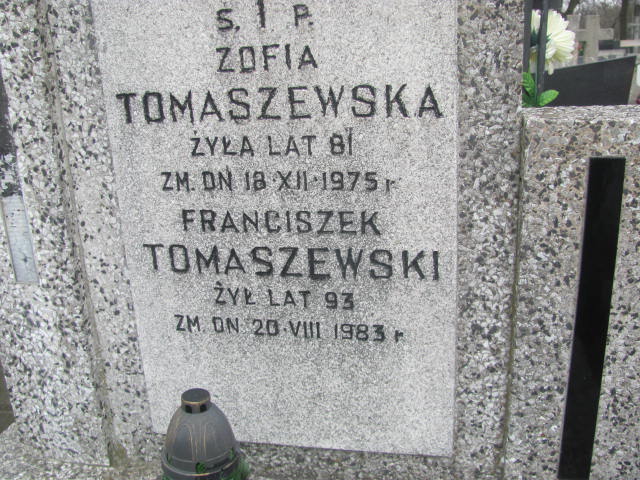 Ś. † P.
ZOFIA
TOMASZEWSKA
ŻYŁA LAT 81
ZM. DN 18·XII·1975 r
FRANCISZEK
TOMASZEWSKI
ŻYŁ LAT 93
ZM DN 20·VIII 1983 r